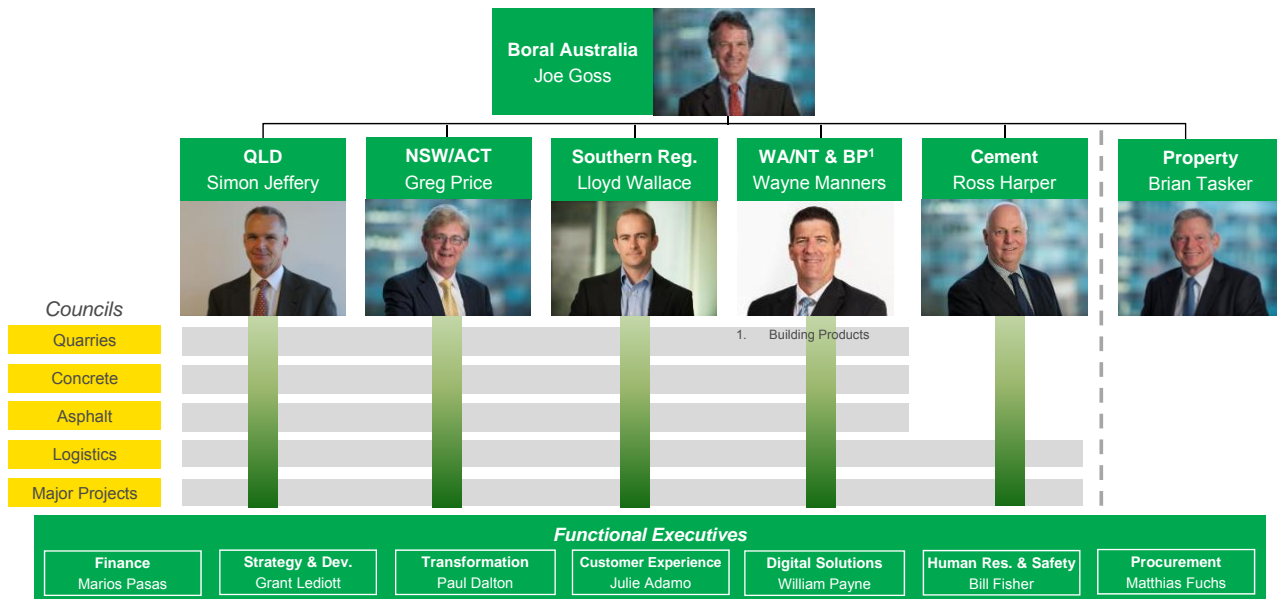 Boral Australia
Joe Goss
QLD
Simon Jeffery
NSW/ACT
Greg Price
Southern Reg.
Lloyd Wallace
WA/NT & BP¹
Wayne Manners
Cement
Ross Harper
Property
Brian Tasker
Councils
Quarries
1. Building Products
Concrete
Asphalt
Logistics
Major Projects
Functional Executives
Finance
Marios Pasas
Strategy & Dev.
Grant Lediott
Transformation
Paul Dalton
Customer Experience
Julie Adamo
Digital Solutions
William Payne
Human Res. & Safety
Bill Fisher
Procurement
Matthias Fuchs